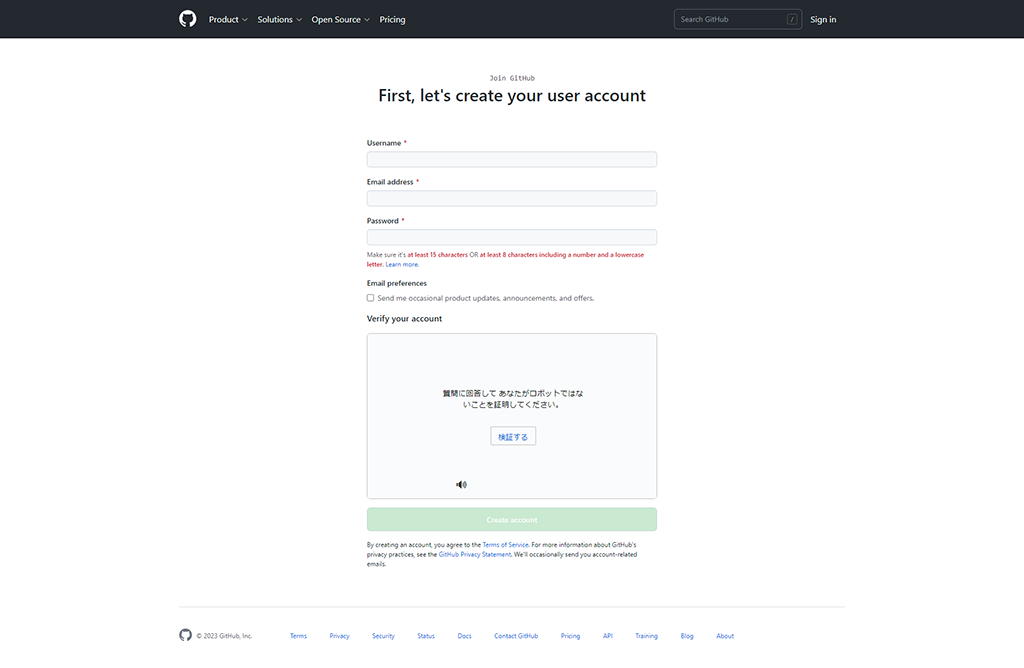 Product Solutions Open Source Pricing Search GitHub / Sign in
Join GitHub
First, let's create your user account
Username *
Email address *
Password *
Make sure it's at least 15 characters OR at least 8 characters including a number and a lowercase
letter. Learn more.
Email preferences
Send me occasional product updates, announcements, and offers.
Verify your account
質問に回答して あなたがロボットではな
いことを証明してください。
検証する
Create account
By creating an account, you agree to the Terms of Service. For more information about GitHub's
privacy practices, see the GitHub Privacy Statement. We'll occasionally send you account-related
emails.
© 2023 GitHub, Inc. Terms Privacy Security Status Docs Contact GitHub Pricing API Training Blog About